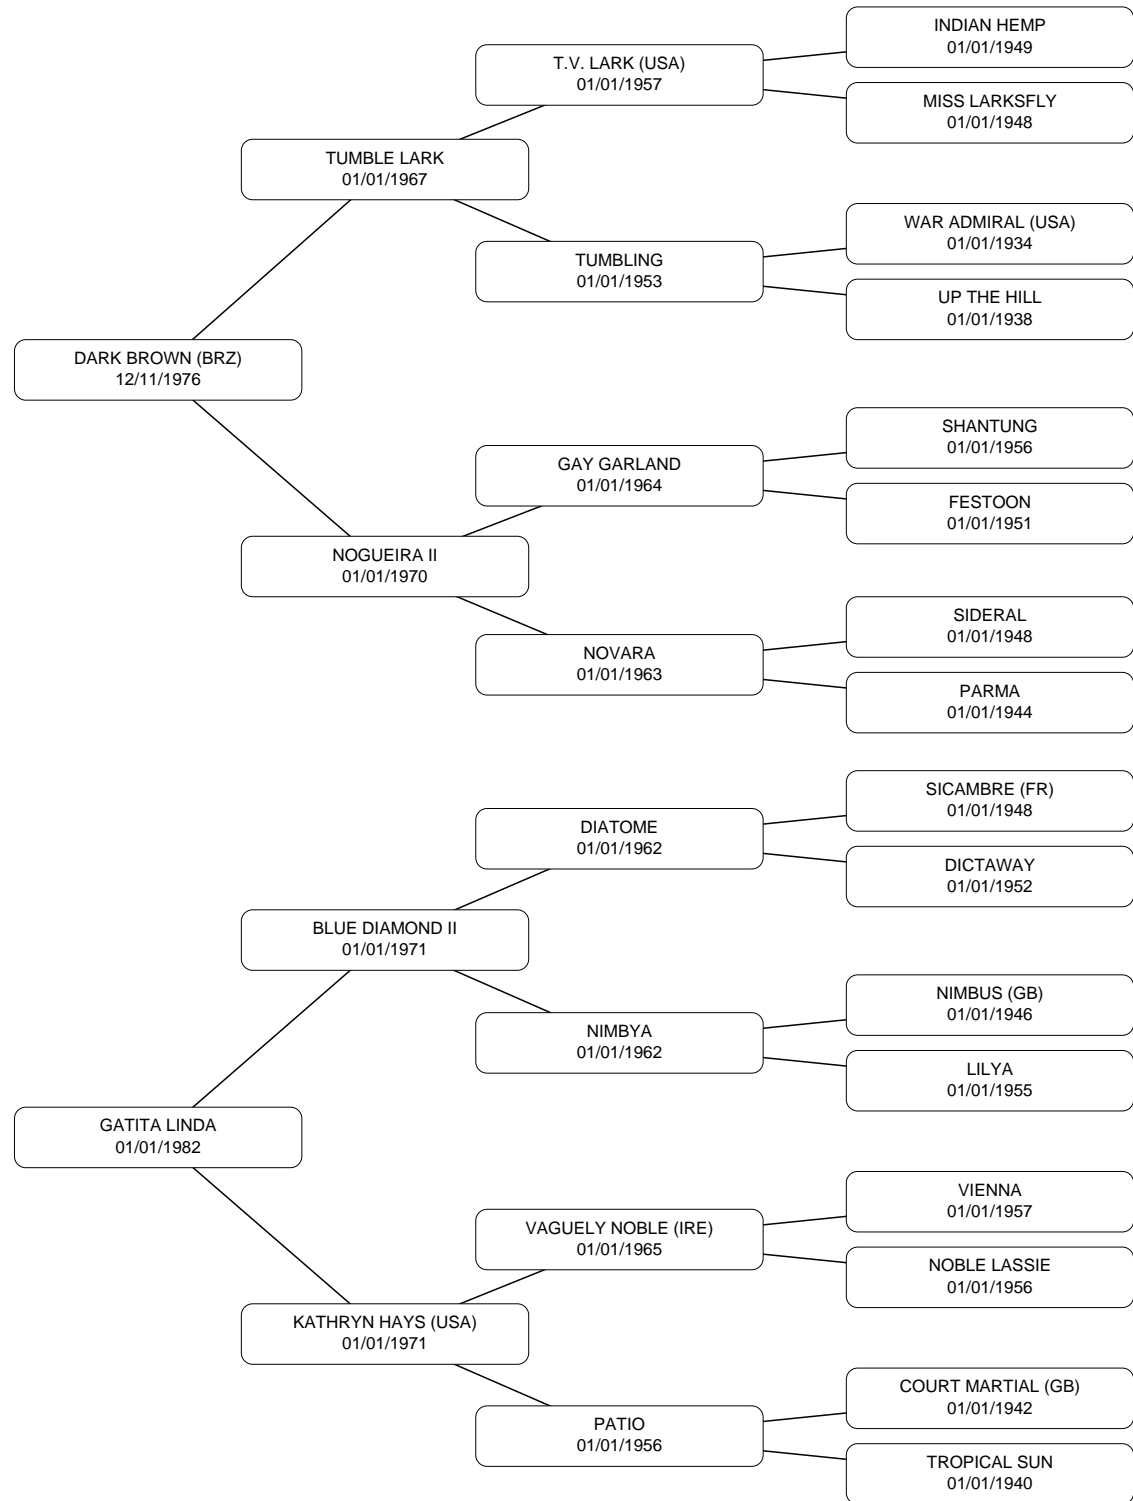 INDIAN HEMP
01/01/1949
T.V. LARK (USA)
01/01/1957
MISS LARKSFLY
01/01/1948
TUMBLE LARK
01/01/1967
WAR ADMIRAL (USA)
01/01/1934
TUMBLING
01/01/1953
UP THE HILL
01/01/1938
DARK BROWN (BRZ)
12/11/1976
SHANTUNG
01/01/1956
GAY GARLAND
01/01/1964
FESTOON
01/01/1951
NOGUEIRA II
01/01/1970
SIDERAL
01/01/1948
NOVARA
01/01/1963
PARMA
01/01/1944
SICAMBRE (FR)
01/01/1948
DIATOME
01/01/1962
DICTAWAY
01/01/1952
BLUE DIAMOND II
01/01/1971
NIMBUS (GB)
01/01/1946
NIMBYA
01/01/1962
LILYA
01/01/1955
GATITA LINDA
01/01/1982
VIENNA
01/01/1957
VAGUELY NOBLE (IRE)
01/01/1965
NOBLE LASSIE
01/01/1956
KATHRYN HAYS (USA)
01/01/1971
COURT MARTIAL (GB)
01/01/1942
PATIO
01/01/1956
TROPICAL SUN
01/01/1940